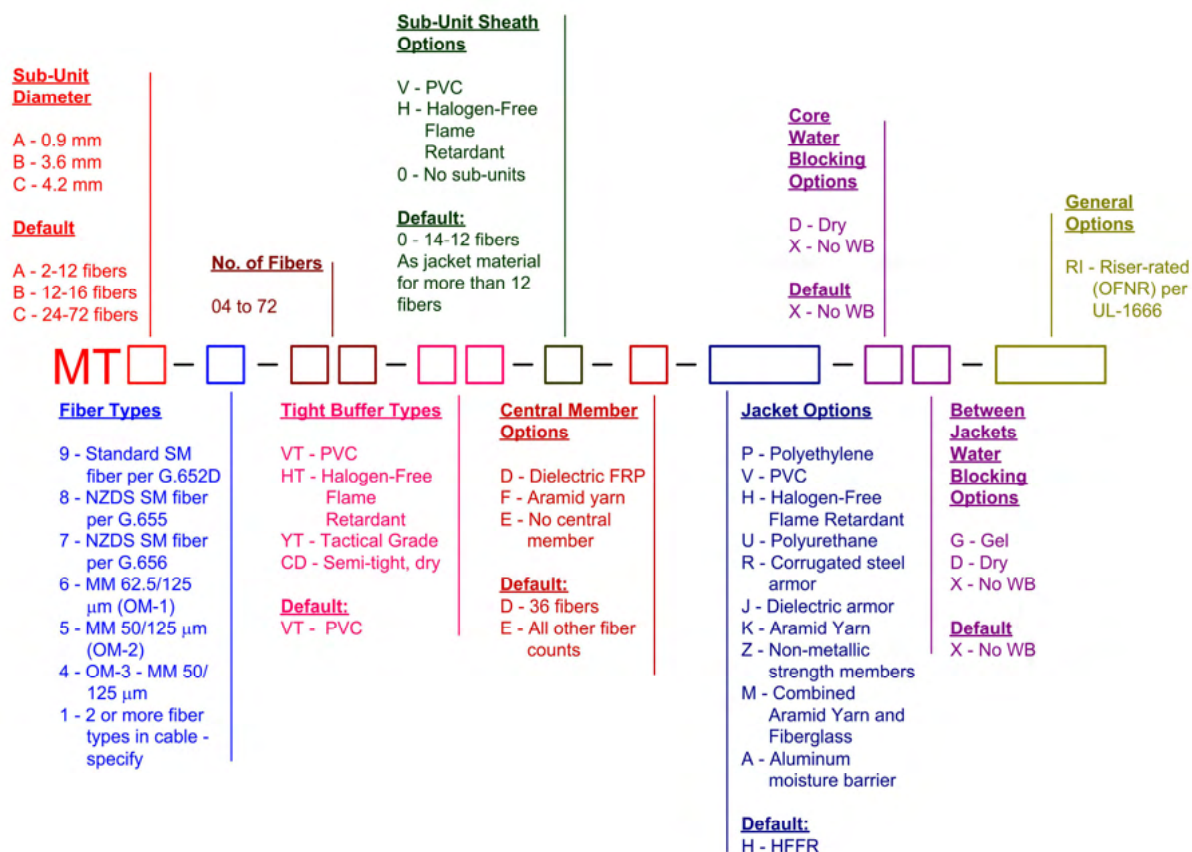 Sub-Unit
Diameter
A - 0.9 mm
B - 3.6 mm
C - 4.2 mm
Default
A - 2-12 fibers
B - 12-16 fibers
C - 24-72 fibers
No. of Fibers
04 to 72
Sub-Unit Sheath
Options
V - PVC
H - Halogen-Free
Flame
Retardant
0 - No sub-units
Default:
0 - 14-12 fibers
As jacket material
for more than 12
fibers
Core
Water
Blocking
Options
D - Dry
X - No WB
Default
X - No WB
General
Options
RI - Riser-rated
(OFNR) per
UL-1666
MT - - - - - - - -
Fiber Types
9 - Standard SM
fiber per G.652D
8 - NZDS SM fiber
per G.655
7 - NZDS SM fiber
per G.656
6 - MM 62.5/125
µm (OM-1)
5 - MM 50/125 µm
(OM-2)
4 - OM-3 - MM 50/
125 µm
1 - 2 or more fiber
types in cable -
specify
Tight Buffer Types
VT - PVC
HT - Halogen-Free
Flame
Retardant
YT - Tactical Grade
CD - Semi-tight, dry
Default:
VT - PVC
Central Member
Options
D - Dielectric FRP
F - Aramid yarn
E - No central
member
Default:
D - 36 fibers
E - All other fiber
counts
Jacket Options
P - Polyethylene
V - PVC
H - Halogen-Free
Flame Retardant
U - Polyurethane
R - Corrugated steel
armor
J - Dielectric armor
K - Aramid Yarn
Z - Non-metallic
strength members
M - Combined
Aramid Yarn and
Fiberglass
A - Aluminum
moisture barrier
Default:
H - HFFR
Between
Jackets
Water
Blocking
Options
G - Gel
D - Dry
X - No WB
Default
X - No WB